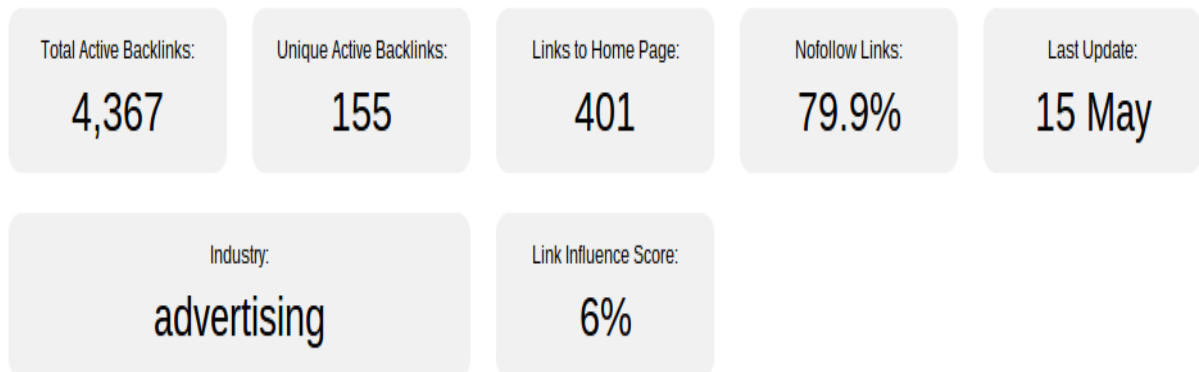 Total Active Backlinks:
4,367
Unique Active Backlinks:
155
Links to Home Page:
401
Nofollow Links:
79.9%
Last Update:
15 May
Industry:
advertising
Link Influence Score:
6%